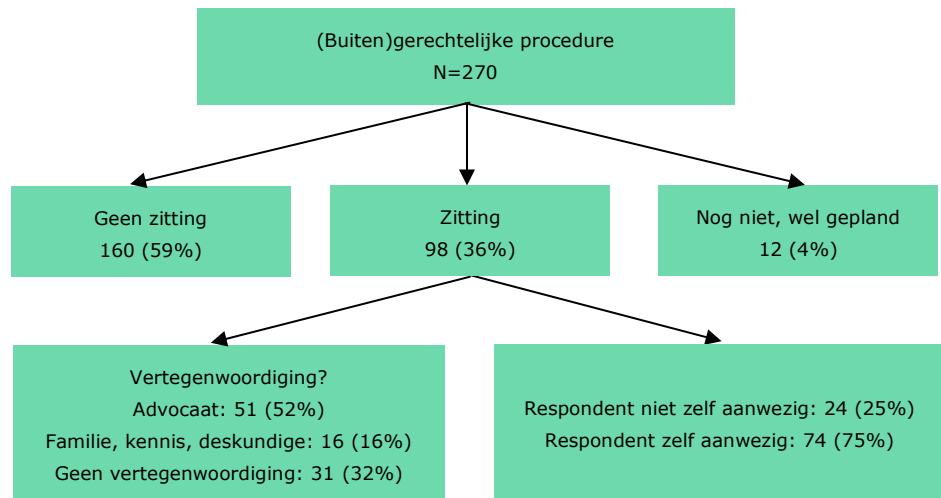 (Buiten)gerechtelijke procedure
N=270
Geen zitting
160 (59%)
Zitting
98 (36%)
Nog niet, wel gepland
12 (4%)
Vertegenwoordiging?
Advocaat: 51 (52%)
Familie, kennis, deskundige: 16 (16%)
Geen vertegenwoordiging: 31 (32%)
Respondent niet zelf aanwezig: 24 (25%)
Respondent zelf aanwezig: 74 (75%)